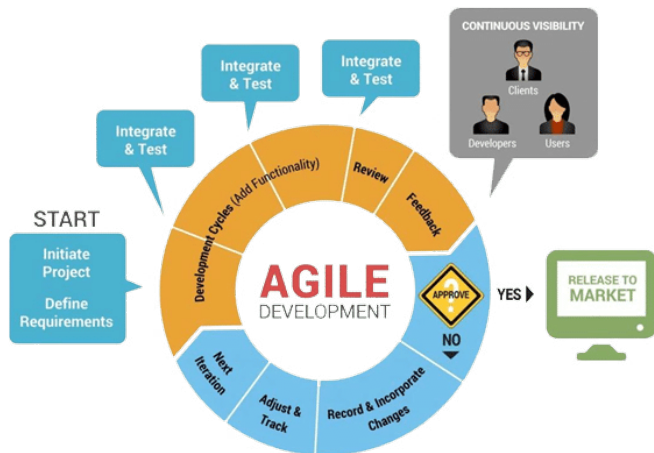 CONTINUOUS VISIBILITY
Clients
Developers
Users
Integrate
& Test
Integrate
& Test
Integrate
& Test
START
Initiate
Project
Define
Requirements
Development Cycles (Add Functionality)
Review
Feedback
AGILE
DEVELOPMENT
?
APPROVE
YES
NO
RELEASE TO
MARKET
Record & Incorporate
Changes
Adjust &
Track
Next
Iteration